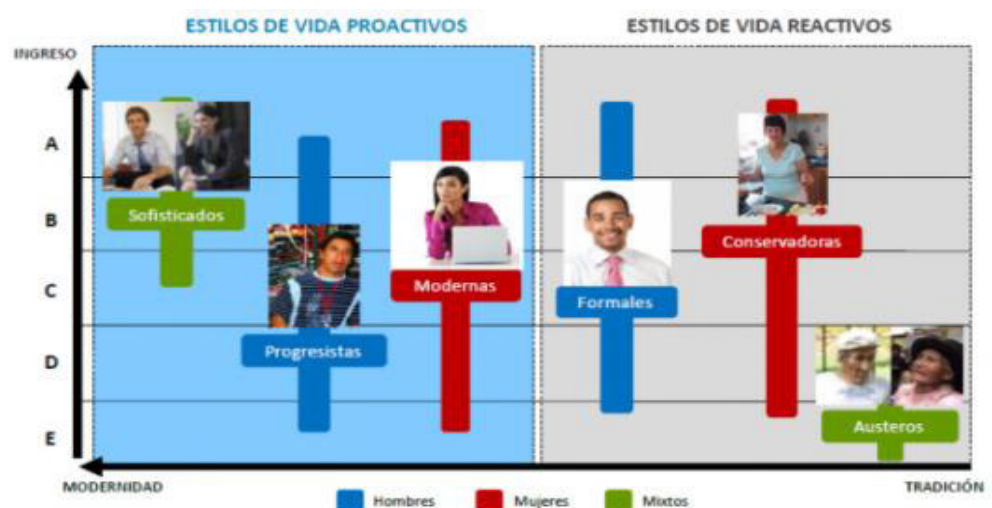 ESTILOS DE VIDA PROACTIVOS
ESTILOS DE VIDA REACTIVOS
INGRESO
A
B
C
D
E
Sofisticados
Progresistas
Modernas
Formales
Conservadoras
Austeros
MODERNIDAD
TRADICIÓN
Hombres
Mujeres
Mixtos